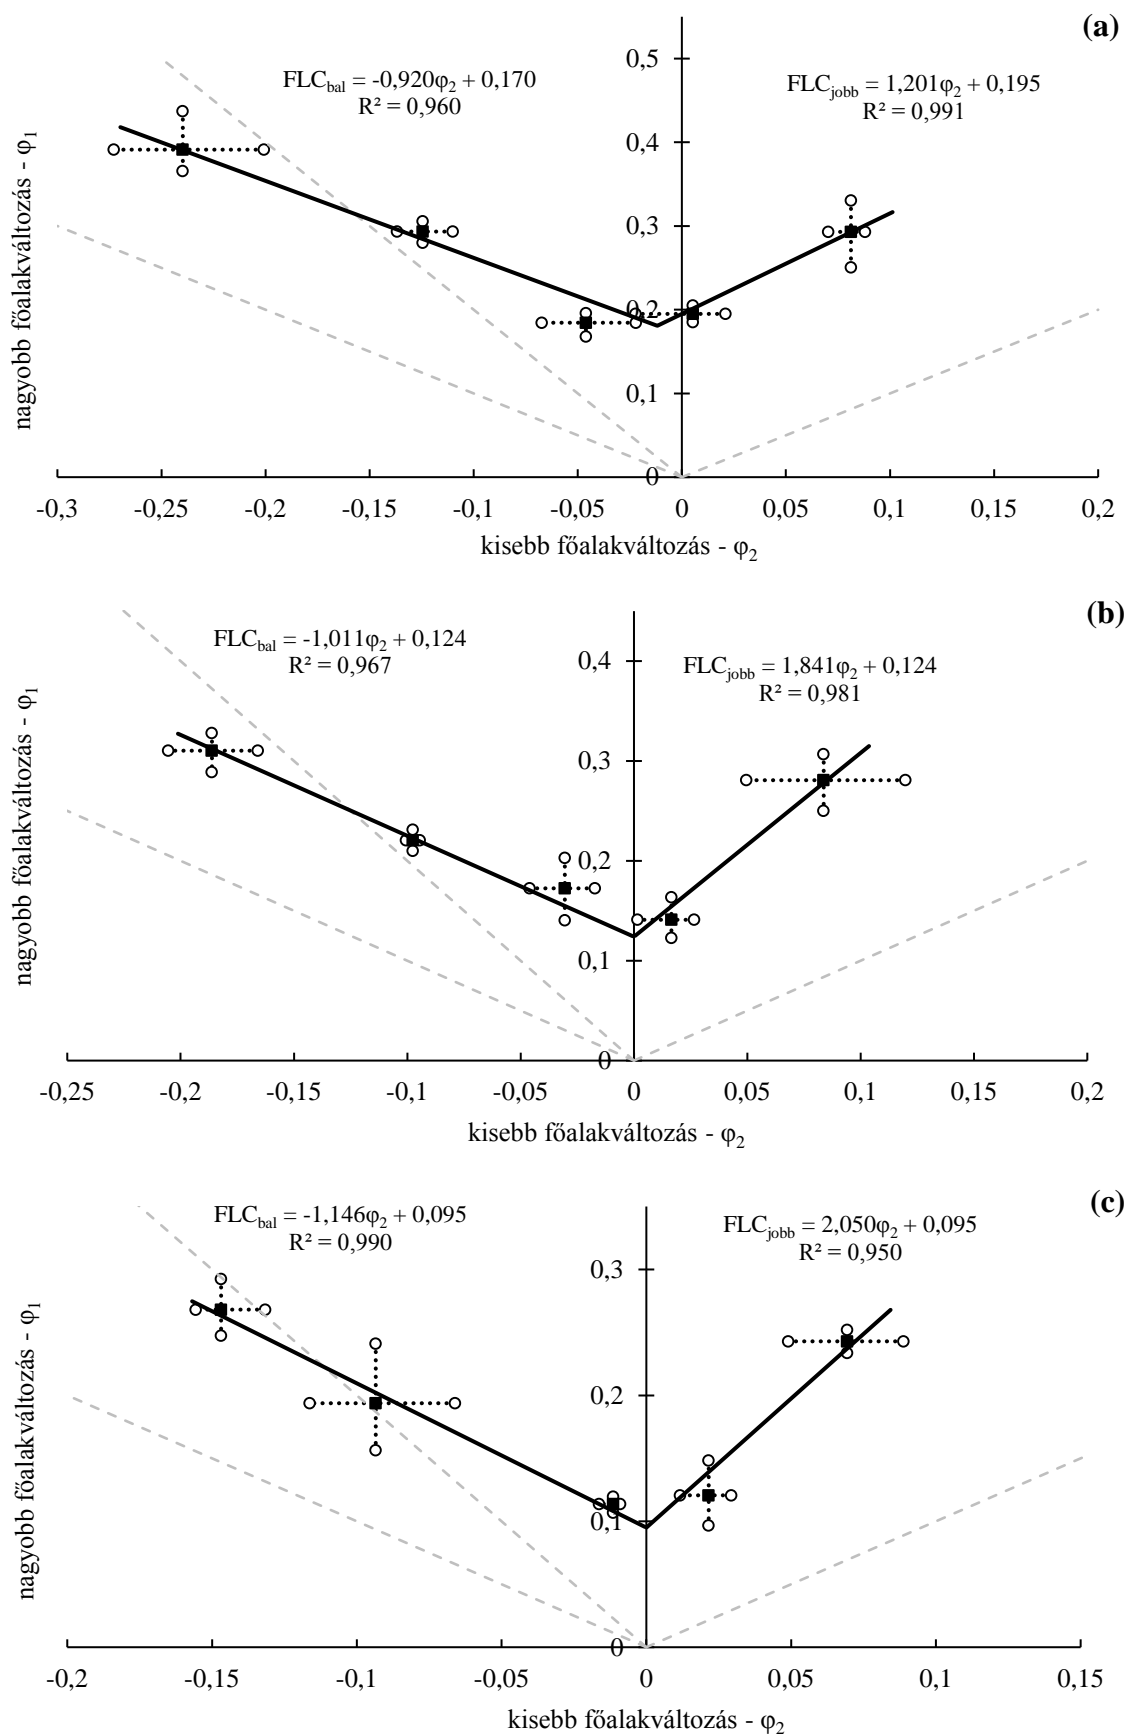 (a)
FLCbal = -0,920φ2 + 0,170
R² = 0,960
FLCjobb = 1,201φ2 + 0,195
R² = 0,991
nagyobb főalakváltozás - φ1
0,5
0,4
0,3
0,2
0,1
0
-0,3 -0,25 -0,2 -0,15 -0,1 -0,05 0 0,05 0,1 0,15 0,2
kisebb főalakváltozás - φ2
(b)
FLCbal = -1,011φ2 + 0,124
R² = 0,967
FLCjobb = 1,841φ2 + 0,124
R² = 0,981
nagyobb főalakváltozás - φ1
0,4
0,3
0,2
0,1
0
-0,25 -0,2 -0,15 -0,1 -0,05 0 0,05 0,1 0,15 0,2
kisebb főalakváltozás - φ2
(c)
FLCbal = -1,146φ2 + 0,095
R² = 0,990
FLCjobb = 2,050φ2 + 0,095
R² = 0,950
nagyobb főalakváltozás - φ1
0,3
0,2
0,1
0
-0,2 -0,15 -0,1 -0,05 0 0,05 0,1 0,15
kisebb főalakváltozás - φ2